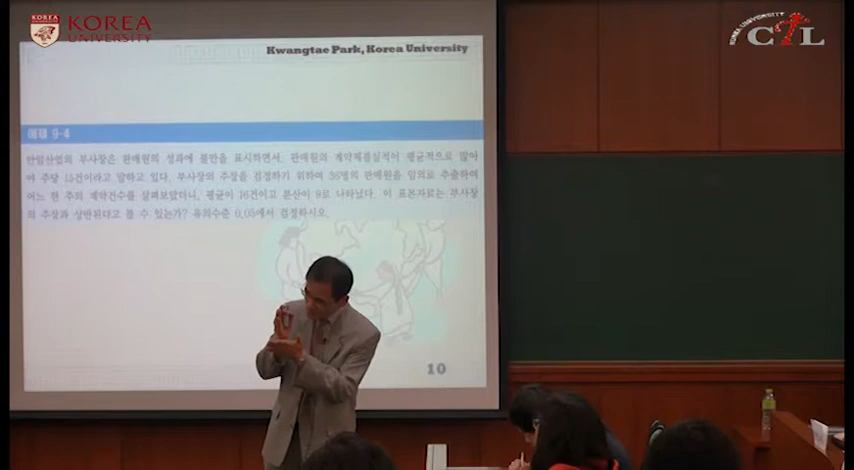 KOREA
UNIVERSITY
Kwangtae Park, Korea University
KOREA UNIVERSITY
CTL
예제 9-4
만일산업의 부사장은 판매원의 성과에 불만을 표시하면서, 판매원의 계약체결실적이 평균적으로 많아
야 주당 15건이라고 말하고 있다. 부사장의 주장을 검정하기 위하여 36명의 판매원을 임의로 추출하여
어느 한 주의 계약건수를 살펴보았더니, 평균이 16건이고 분산이 9로 나타났다. 이 표본자료는 부사장
의 주장과 상반된다고 볼 수 있는가? 유의수준 0.05에서 검정하시오.
10